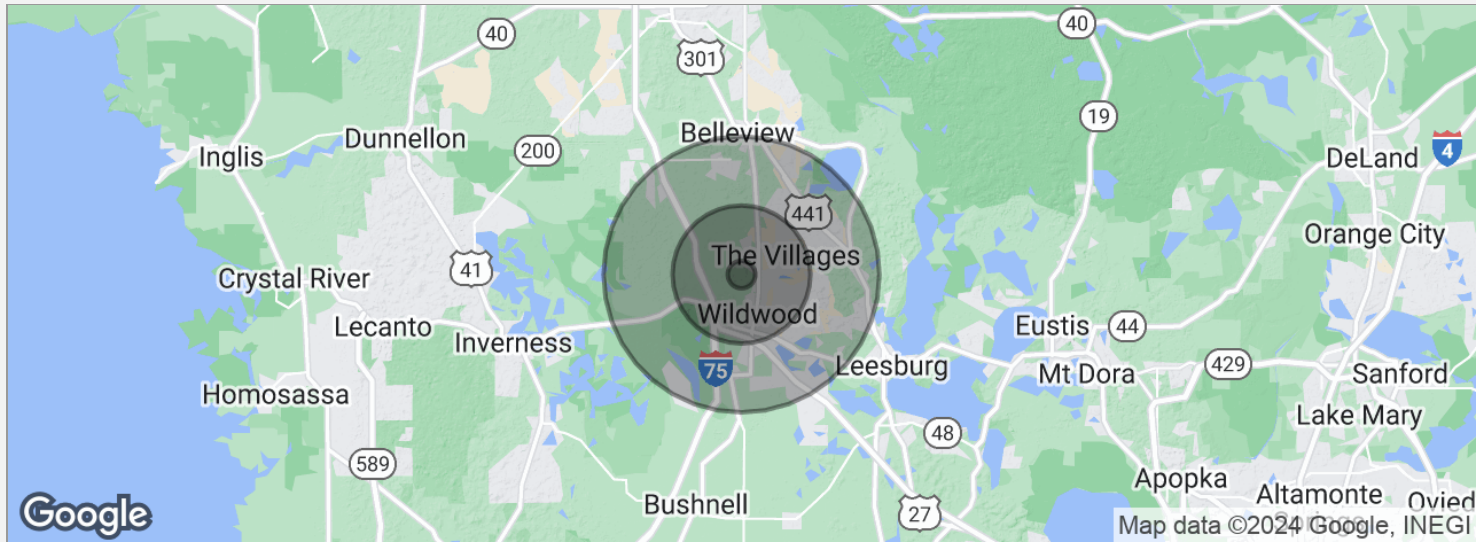 40
301
40
19
Belleview
Dunnellon
Inglis
200
4
DeLand
441
Orange City
The Villages
41
Crystal River
Wildwood
Lecanto
Inverness
Eustis
44
75
Leesburg
Mt Dora
429
Sanford
Homosassa
Lake Mary
48
589
Apopka
Altamonte
Springs
Ovied
Bushnell
27
Google
Map data ©2024 Google, INEGI